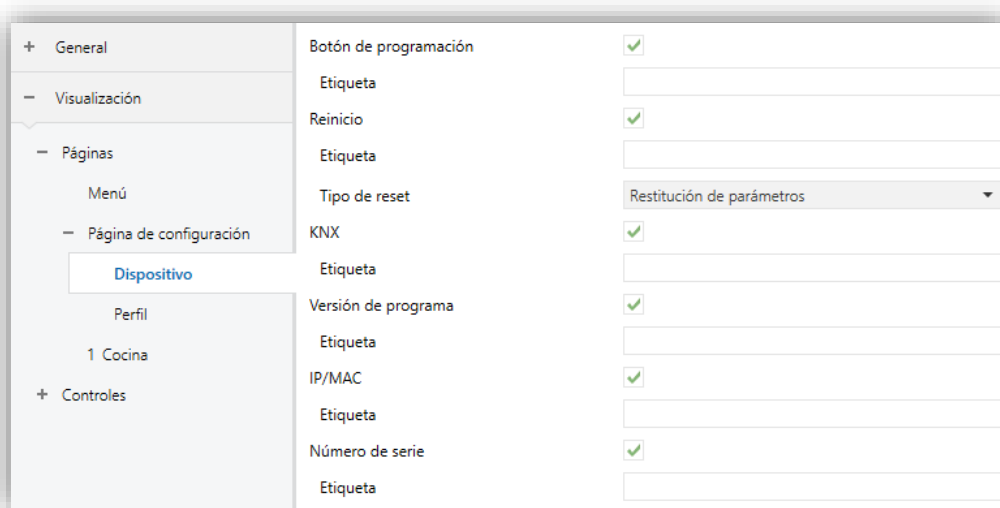 + General
− Visualización
− Páginas
Menú
− Página de configuración
Dispositivo
Perfil
1 Cocina
+ Controles
Botón de programación
Etiqueta
Reinicio
Etiqueta
Tipo de reset Restitución de parámetros
KNX
Etiqueta
Versión de programa
Etiqueta
IP/MAC
Etiqueta
Número de serie
Etiqueta